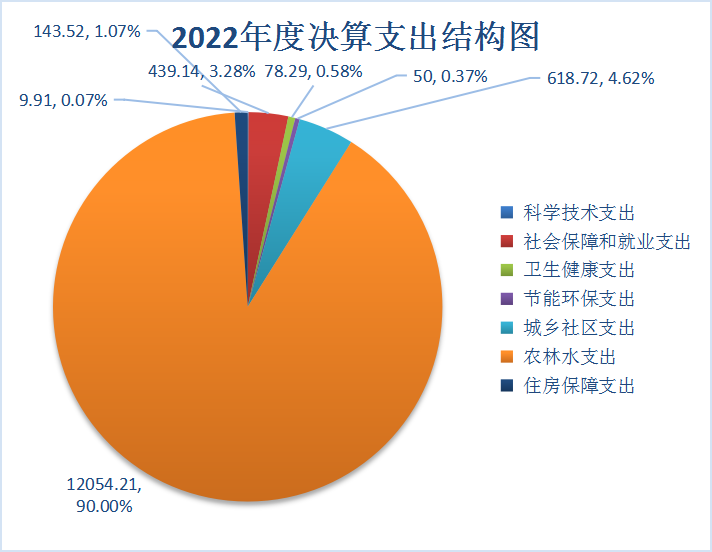 2022年度决算支出结构图
143.52, 1.07%
439.14, 3.28%
78.29, 0.58%
50, 0.37%
618.72, 4.62%
9.91, 0.07%
科学技术支出
社会保障和就业支出
卫生健康支出
节能环保支出
城乡社区支出
农林水支出
住房保障支出
12054.21,
90.00%